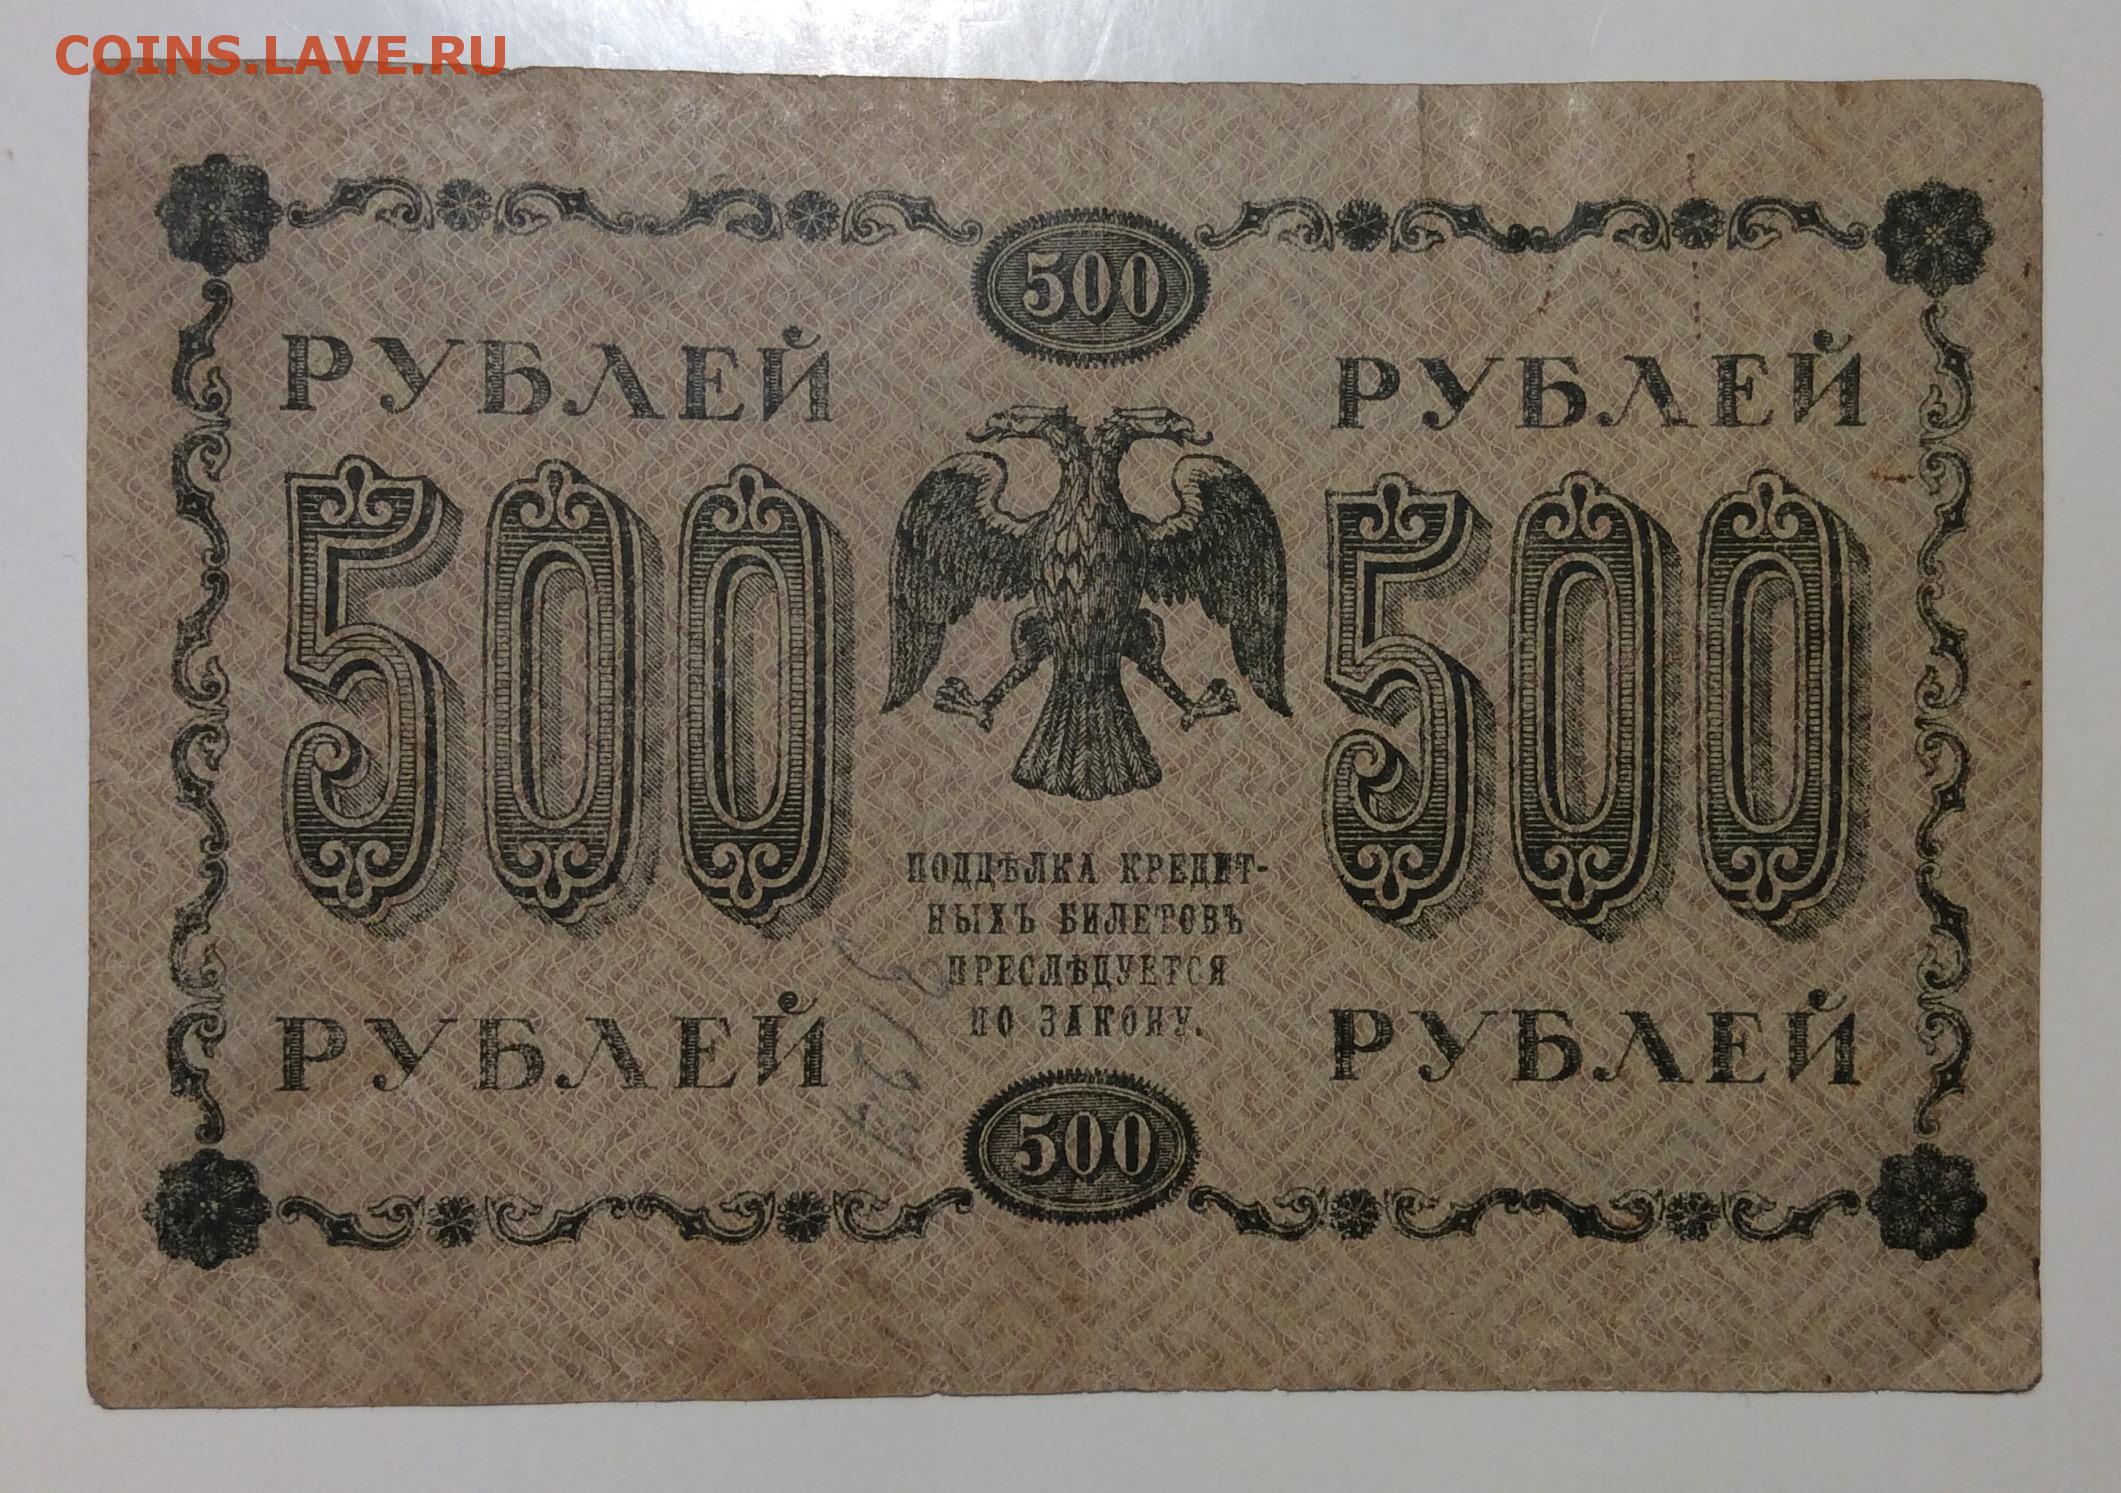 COINS.LAVE.RU
500
РУБЛЕЙ РУБЛЕЙ
500 500
ПОДДѢЛКА КРЕДИТ-
НЫХЪ БИЛЕТОВЪ
ПРЕСЛѢДУЕТСЯ
ПО ЗАКОНУ.
РУБЛЕЙ РУБЛЕЙ
500